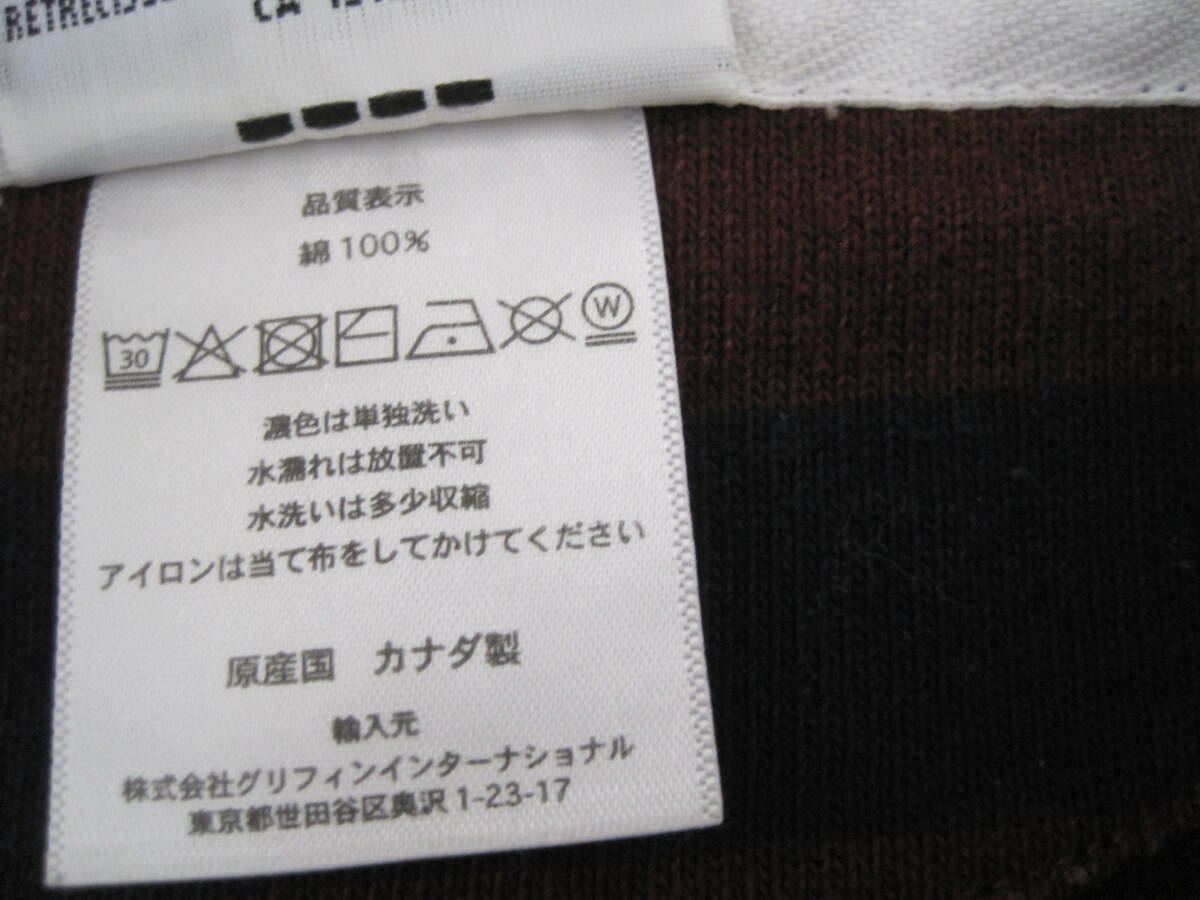 品質表示
綿100%
30 W
濃色は単独洗い
水濡れは放置不可
水洗いは多少収縮
アイロンは当て布をしてかけてください
原産国 カナダ製
輸入元
株式会社グリフィンインターナショナル
東京都世田谷区奥沢1-23-17